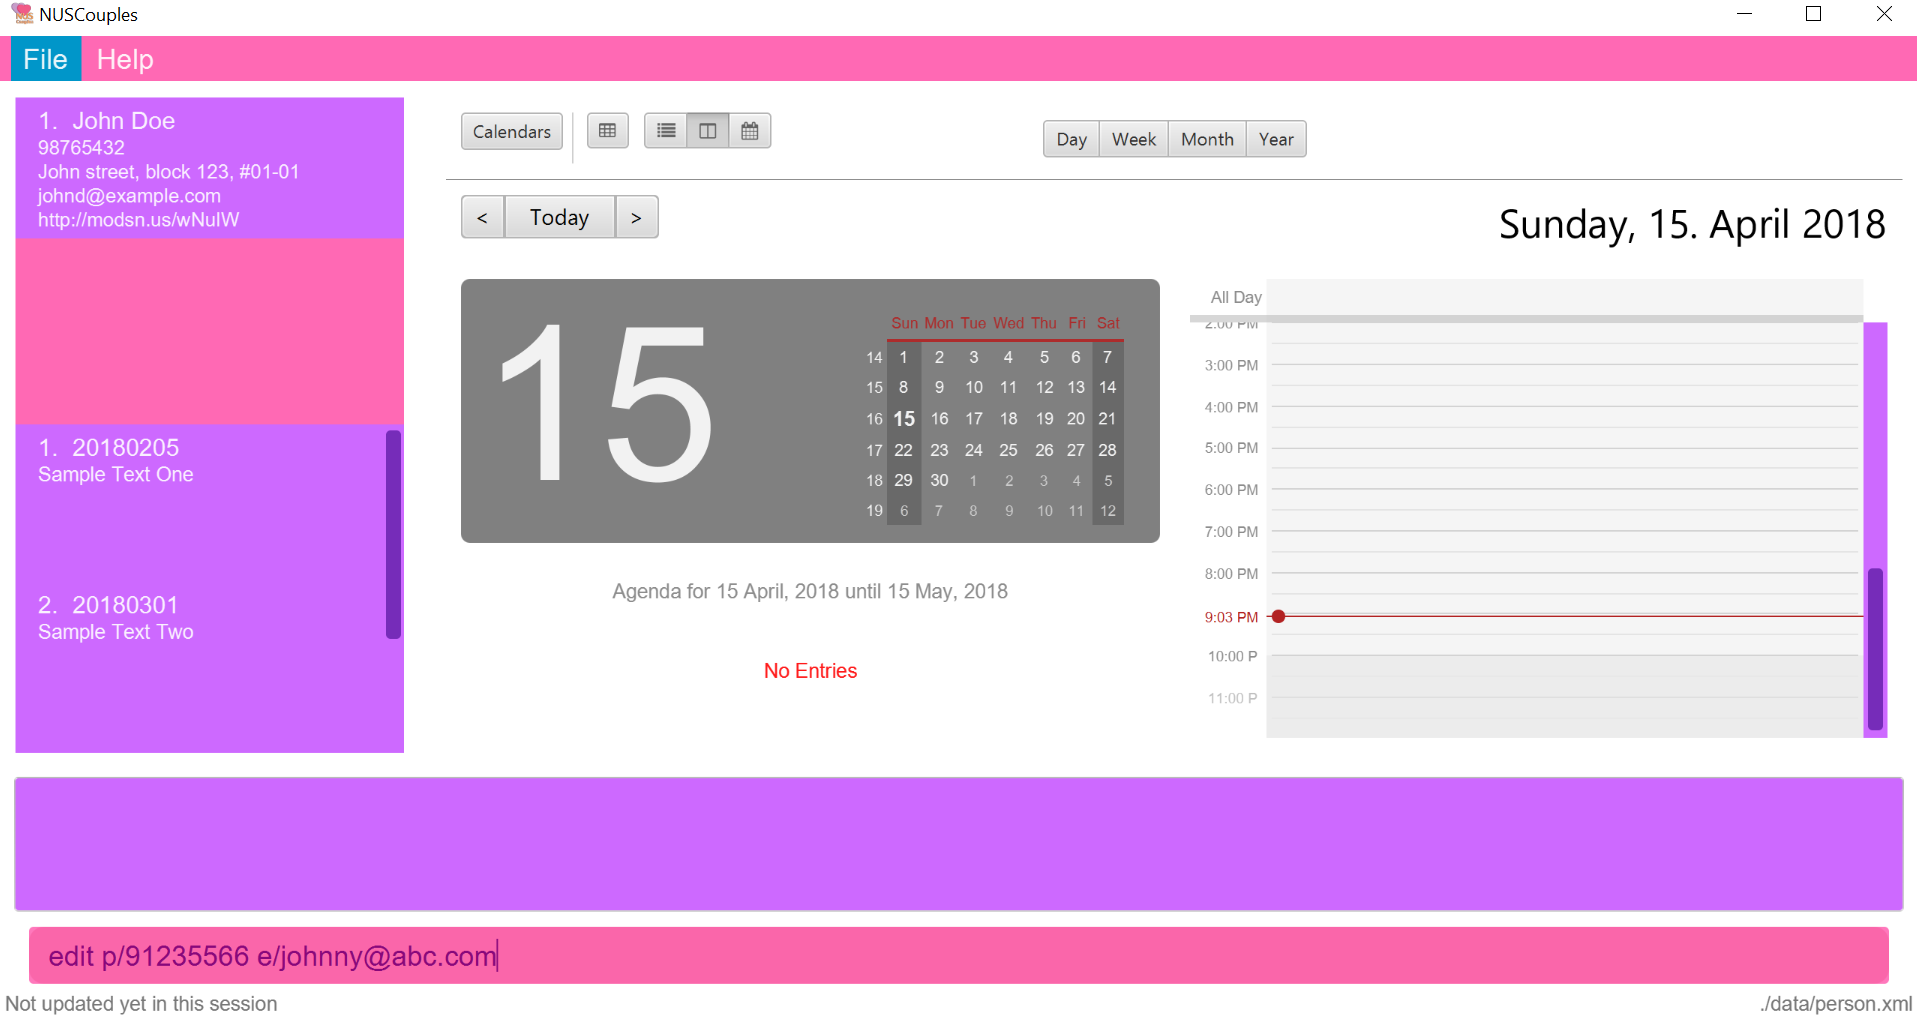 NUSCouples
File Help
1. John Doe
98765432
John street, block 123, #01-01
johnd@example.com
http://modsn.us/wNuIW
1. 20180205
Sample Text One
2. 20180301
Sample Text Two
Calendars
Day Week Month Year
< Today >
Sunday, 15. April 2018
15
Sun Mon Tue Wed Thu Fri Sat
14 1 2 3 4 5 6 7
15 8 9 10 11 12 13 14
16 15 16 17 18 19 20 21
17 22 23 24 25 26 27 28
18 29 30 1 2 3 4 5
19 6 7 8 9 10 11 12
Agenda for 15 April, 2018 until 15 May, 2018
No Entries
All Day
2:00 PM
3:00 PM
4:00 PM
5:00 PM
6:00 PM
7:00 PM
8:00 PM
9:03 PM
10:00 P
11:00 P
edit p/91235566 e/johnny@abc.com
Not updated yet in this session
./data/person.xml